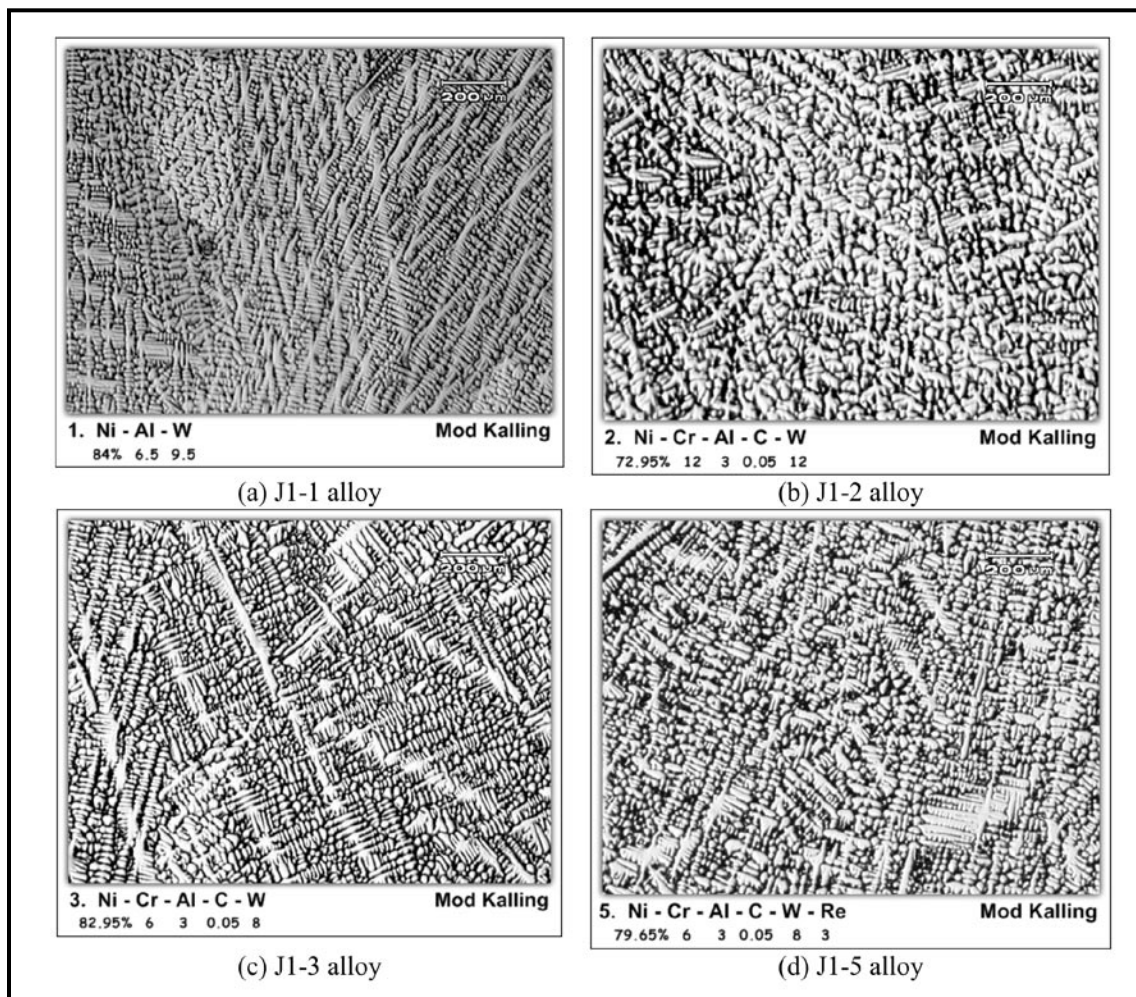 200 µm
1. Ni - Al - W Mod Kalling
84% 6.5 9.5
(a) J1-1 alloy
200 µm
2. Ni - Cr - Al - C - W Mod Kalling
72.95% 12 3 0.05 12
(b) J1-2 alloy
200 µm
3. Ni - Cr - Al - C - W Mod Kalling
82.95% 6 3 0.05 8
(c) J1-3 alloy
200 µm
5. Ni - Cr - Al - C - W - Re Mod Kalling
79.65% 6 3 0.05 8 3
(d) J1-5 alloy